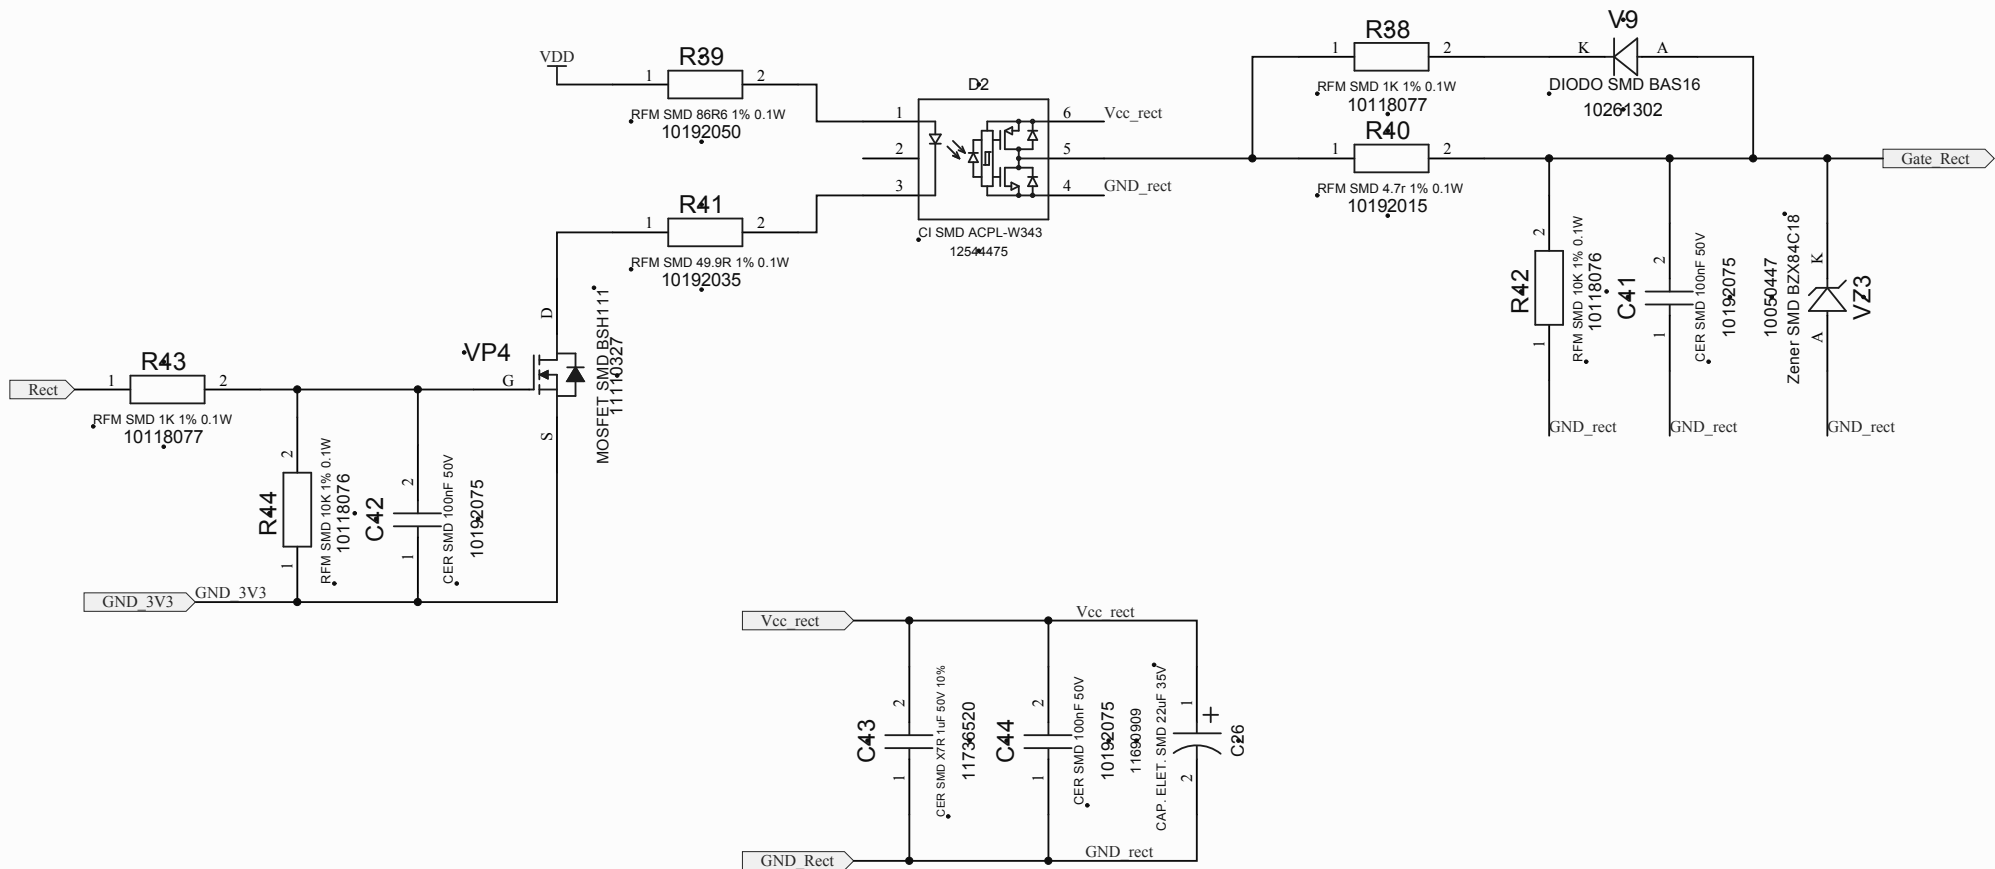 VDD
R39
1
2
RFM SMD 86R6 1% 0.1W
10192050
R41
1
2
RFM SMD 49.9R 1% 0.1W
10192035
D2
1
2
3
6
5
4
Vcc_rect
GND_rect
CI SMD ACPL-W343
12544475
R38
1
2
RFM SMD 1K 1% 0.1W
10118077
V9
K
A
DIODO SMD BAS16
10261302
R40
1
2
RFM SMD 4.7r 1% 0.1W
10192015
Gate_Rect
R42
2
1
RFM SMD 10K 1% 0.1W
10118076
GND_rect
C41
2
1
CER SMD 100nF 50V
10192075
GND_rect
VZ3
K
A
10050447
Zener SMD BZX84C18
GND_rect
Rect
R43
1
2
RFM SMD 1K 1% 0.1W
10118077
VP4
G
D
S
MOSFET SMD BSH111
11110327
R44
2
1
RFM SMD 10K 1% 0.1W
10118076
C42
2
1
CER SMD 100nF 50V
10192075
GND_3V3
GND_3V3
Vcc_rect
Vcc_rect
C43
2
1
CER SMD X7R 1uF 50V 10%
11736520
C44
2
1
CER SMD 100nF 50V
10192075
11690909
CAP. ELET. SMD 22uF 35V
1
+
2
C26
GND_Rect
GND_rect